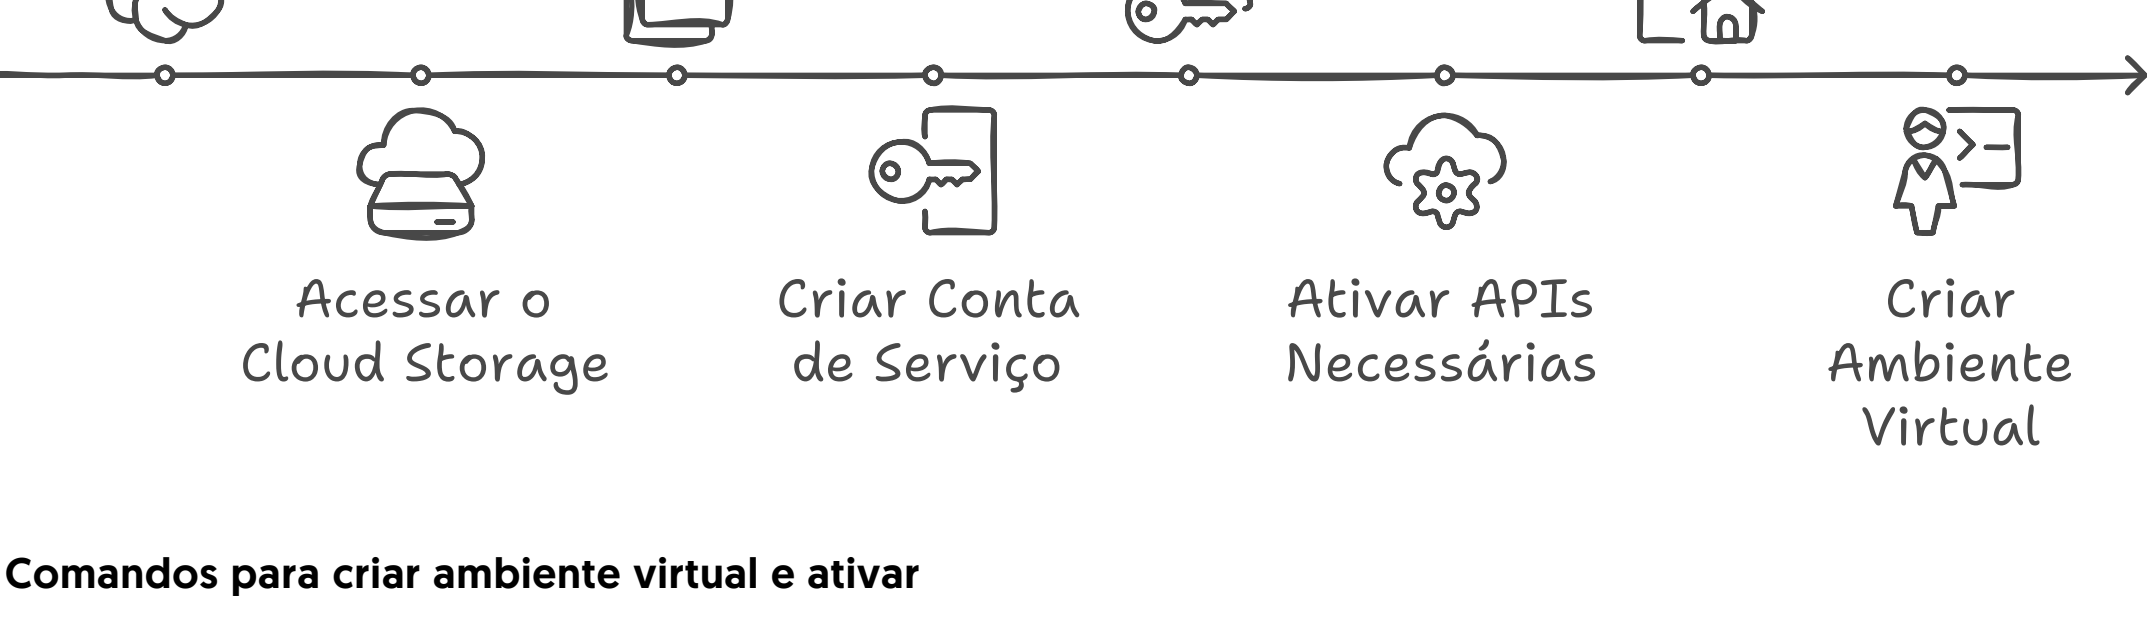 Acessar o
Cloud Storage
Criar Conta
de Serviço
Ativar APIs
Necessárias
Criar
Ambiente
Virtual
Comandos para criar ambiente virtual e ativar